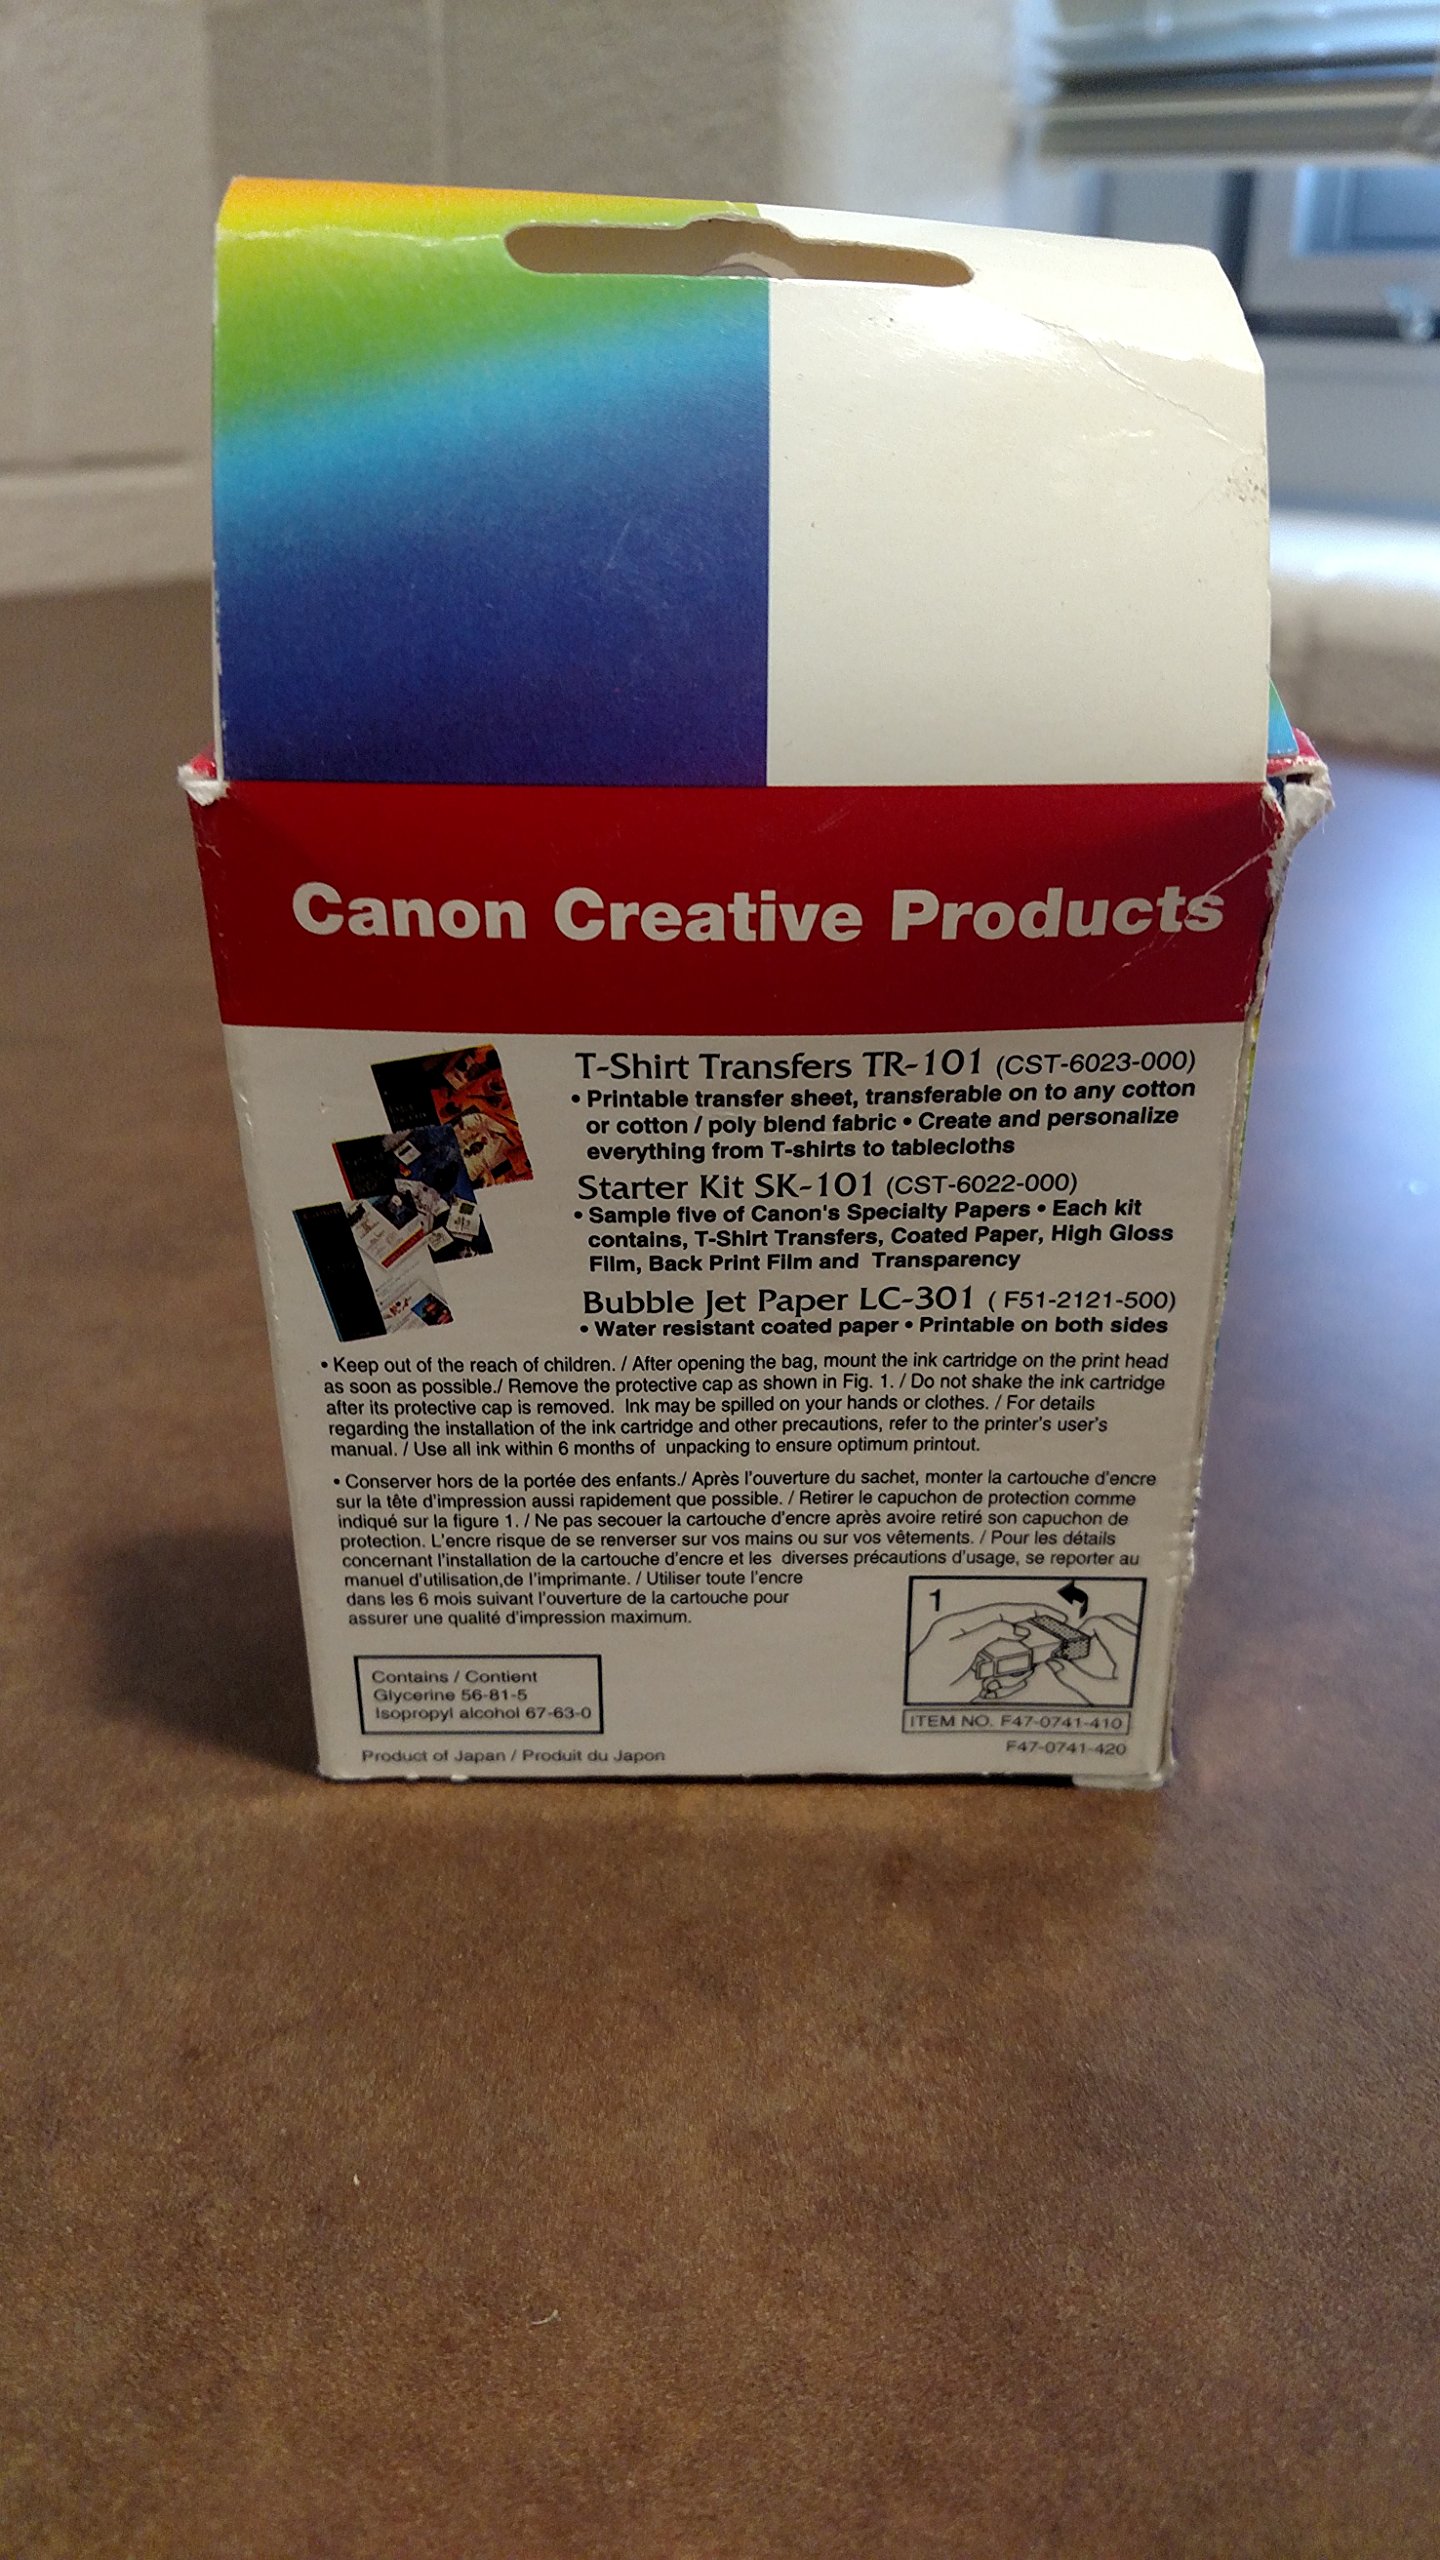 Canon Creative Products
T-Shirt Transfers TR-101 (CST-6023-000)
• Printable transfer sheet, transferable on to any cotton
or cotton / poly blend fabric • Create and personalize
everything from T-shirts to tablecloths
Starter Kit SK-101 (CST-6022-000)
• Sample five of Canon's Specialty Papers • Each kit
contains, T-Shirt Transfers, Coated Paper, High Gloss
Film, Back Print Film and Transparency
Bubble Jet Paper LC-301 ( F51-2121-500)
• Water resistant coated paper • Printable on both sides
• Keep out of the reach of children. / After opening the bag, mount the ink cartridge on the print head
as soon as possible./ Remove the protective cap as shown in Fig. 1. / Do not shake the ink cartridge
after its protective cap is removed. Ink may be spilled on your hands or clothes. / For details
regarding the installation of the ink cartridge and other precautions, refer to the printer's user's
manual. / Use all ink within 6 months of unpacking to ensure optimum printout.
• Conserver hors de la portée des enfants./ Après l'ouverture du sachet, monter la cartouche d'encre
sur la tête d'impression aussi rapidement que possible. / Retirer le capuchon de protection comme
indiqué sur la figure 1. / Ne pas secouer la cartouche d'encre après avoire retiré son capuchon de
protection. L'encre risque de se renverser sur vos mains ou sur vos vêtements. / Pour les détails
concernant l'installation de la cartouche d'encre et les diverses précautions d'usage, se reporter au
manuel d'utilisation,de l'imprimante. / Utiliser toute l'encre
dans les 6 mois suivant l'ouverture de la cartouche pour
assurer une qualité d'impression maximum.
1
Contains / Contient
Glycerine 56-81-5
Isopropyl alcohol 67-63-0
ITEM NO. F47-0741-410
F47-0741-420
Product of Japan / Produit du Japon